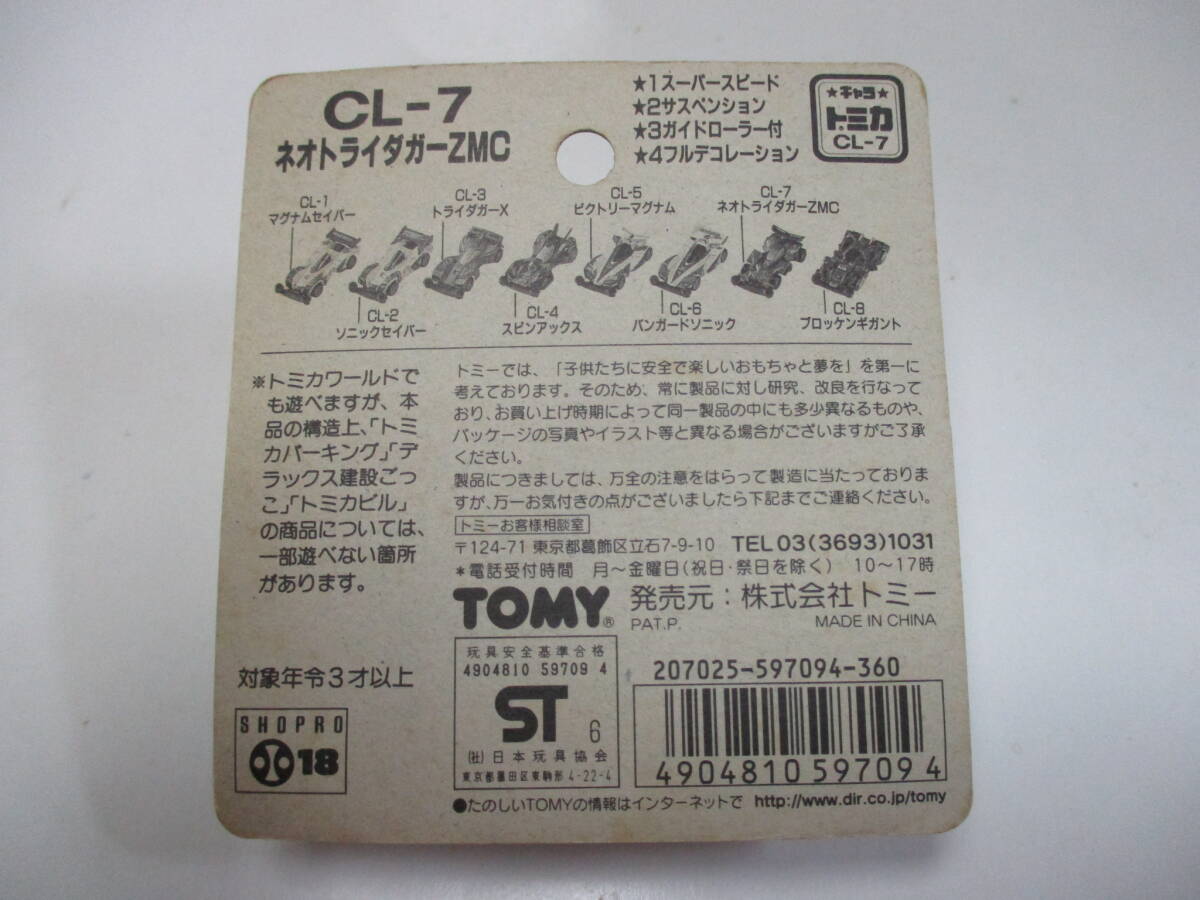 CL-7
ネオトライダガーZMC
★1スーパースピード
★2サスペンション
★3ガイドローラー付
★4フルデコレーション
★キャラ★
トミカ
CL-7
CL-1
マグナムセイバー
CL-3
トライダガーX
CL-5
ビクトリーマグナム
CL-7
ネオトライダガーZMC
CL-2
ソニックセイバー
CL-4
スピンアックス
CL-6
バンガードソニック
CL-8
ブロッケンギガント
※トミカワールドで
も遊べますが、本
品の構造上、「トミ
カパーキング」「デ
ラックス建設ごっ
こ」「トミカビル」
の商品については、
一部遊べない箇所
があります。
トミーでは、「子供たちに安全で楽しいおもちゃと夢を」を第一に
考えております。そのため、常に製品に対し研究、改良を行なって
おり、お買い上げ時期によって同一製品の中にも多少異なるものや、
パッケージの写真やイラスト等と異なる場合がございますがご了承
ください。
製品につきましては、万全の注意をはらって製造に当たっておりま
すが、万一お気付きの点がございましたら下記までご連絡ください。
トミーお客様相談室
〒124-71 東京都葛飾区立石7-9-10 TEL 03(3693)1031
*電話受付時間 月～金曜日(祝日・祭日を除く) 10～17時
TOMY® 発売元:株式会社トミー
PAT.P. MADE IN CHINA
対象年令3才以上
SHOPRO
18
玩具安全基準合格
4904810 59709 4
ST 6
(社)日本玩具協会
東京都墨田区東駒形4-22-4
207025-597094-360
4904810 597094
●たのしいTOMYの情報はインターネットで http://www.dir.co.jp/tomy